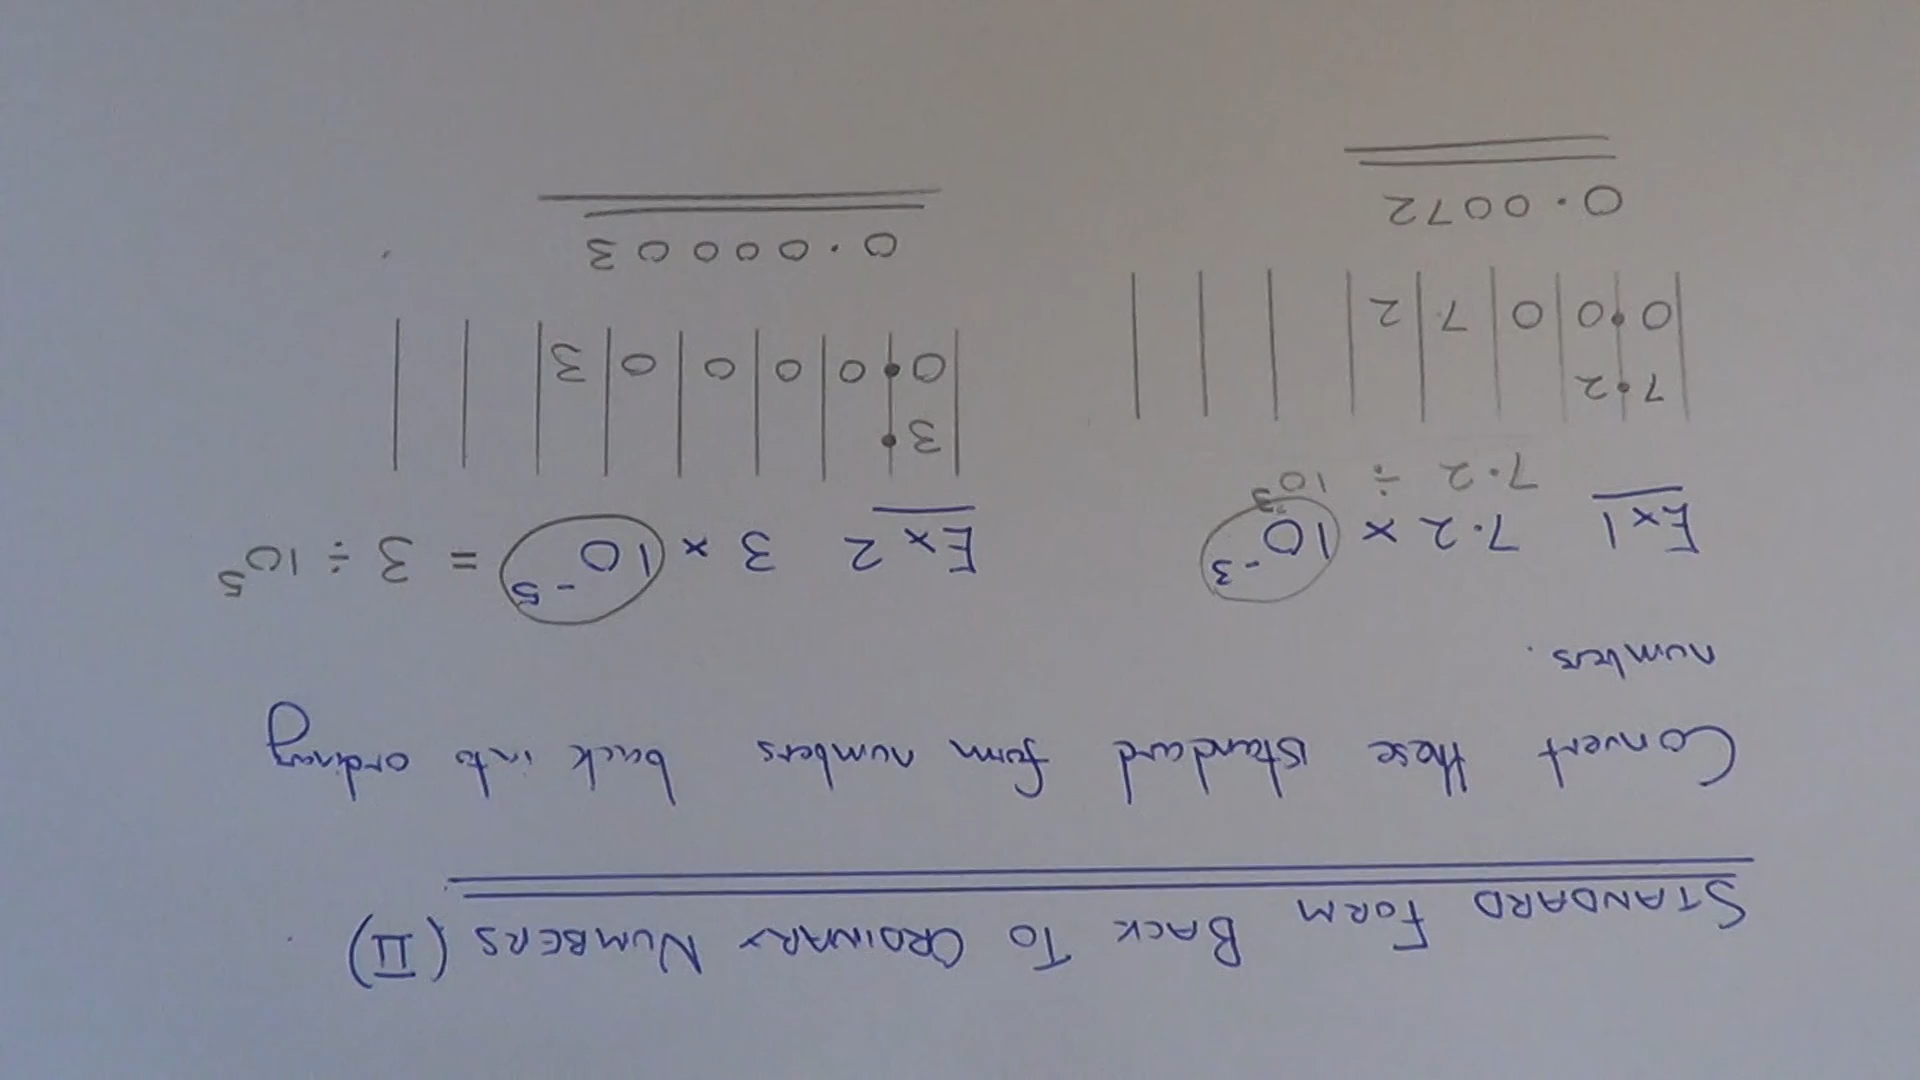 STANDARD FORM BACK TO ORDINARY NUMBERS (II)
Convert these standard form numbers back into ordinary
numbers.
Ex 1 7.2 × 10⁻³
7.2 ÷ 10³
7.2
0.0072
0.0072
Ex 2 3 × 10⁻⁵ = 3 ÷ 10⁵
3.
0.00003
0.00003